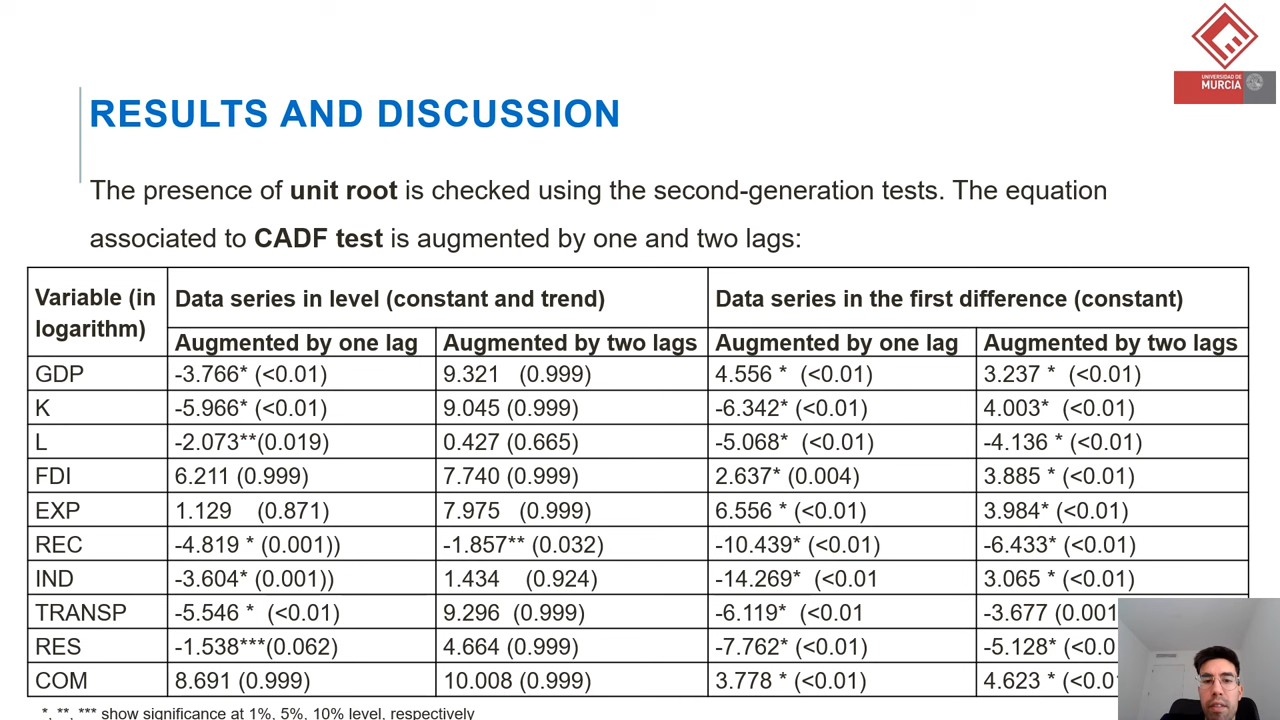 UNIVERSIDAD DE
MURCIA
RESULTS AND DISCUSSION
The presence of unit root is checked using the second-generation tests. The equation
associated to CADF test is augmented by one and two lags:
Variable (in logarithm) Data series in level (constant and trend) Data series in the first difference (constant)
Augmented by one lag Augmented by two lags Augmented by one lag Augmented by two lags
GDP -3.766* (<0.01) 9.321 (0.999) 4.556 * (<0.01) 3.237 * (<0.01)
K -5.966* (<0.01) 9.045 (0.999) -6.342* (<0.01) 4.003* (<0.01)
L -2.073**(0.019) 0.427 (0.665) -5.068* (<0.01) -4.136 * (<0.01)
FDI 6.211 (0.999) 7.740 (0.999) 2.637* (0.004) 3.885 * (<0.01)
EXP 1.129 (0.871) 7.975 (0.999) 6.556 * (<0.01) 3.984* (<0.01)
REC -4.819 * (0.001)) -1.857** (0.032) -10.439* (<0.01) -6.433* (<0.01)
IND -3.604* (0.001)) 1.434 (0.924) -14.269* (<0.01 3.065 * (<0.01)
TRANSP -5.546 * (<0.01) 9.296 (0.999) -6.119* (<0.01 -3.677 (0.001
RES -1.538***(0.062) 4.664 (0.999) -7.762* (<0.01) -5.128* (<0.0
COM 8.691 (0.999) 10.008 (0.999) 3.778 * (<0.01) 4.623 * (<0.0
*, **, *** show significance at 1%, 5%, 10% level, respectively